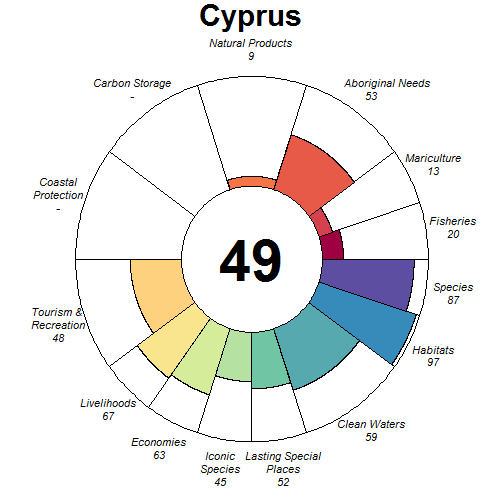 Cyprus
Natural Products
9
Carbon Storage
-
Aboriginal Needs
53
Mariculture
13
Coastal
Protection
-
Fisheries
20
49
Species
87
Tourism &
Recreation
48
Habitats
97
Livelihoods
67
Clean Waters
59
Economies
63
Iconic
Species
45
Lasting Special
Places
52